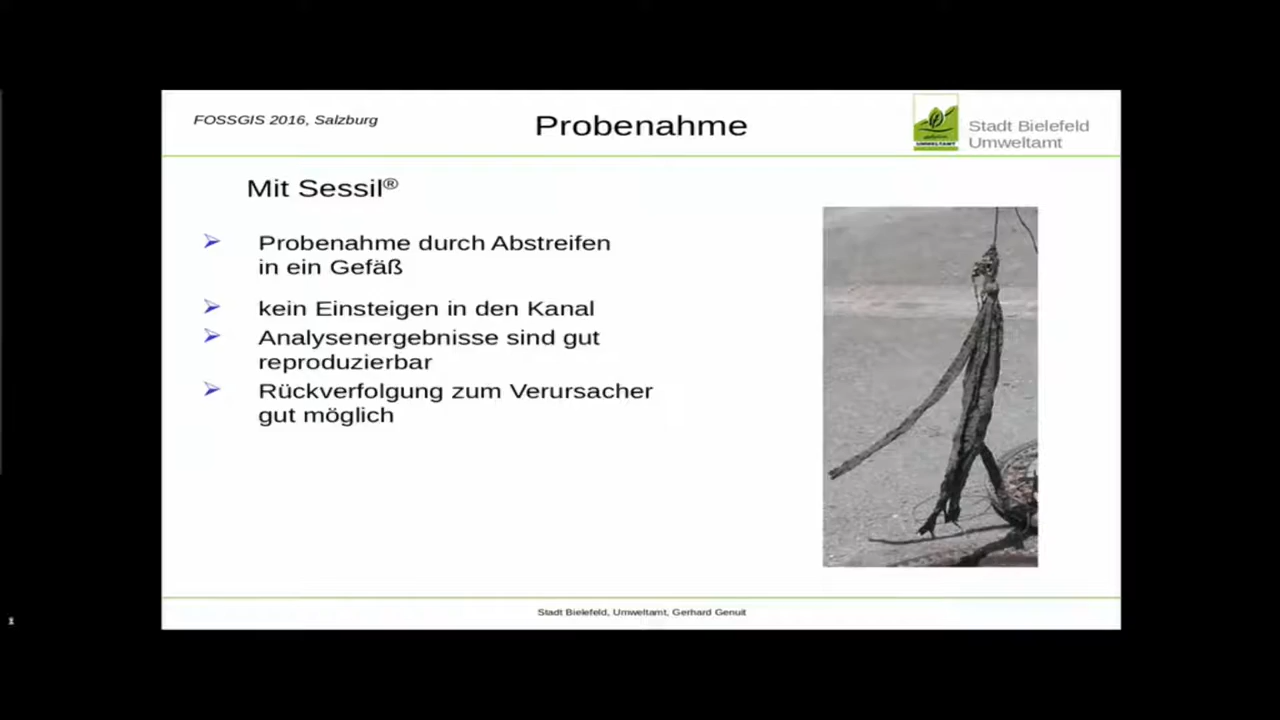 FOSSGIS 2016, Salzburg
Probenahme
UMWELTAMT
Stadt Bielefeld
Umweltamt
Mit Sessil®
Probenahme durch Abstreifen
in ein Gefäß
kein Einsteigen in den Kanal
Analysenergebnisse sind gut
reproduzierbar
Rückverfolgung zum Verursacher
gut möglich
Stadt Bielefeld, Umweltamt, Gerhard Genuit